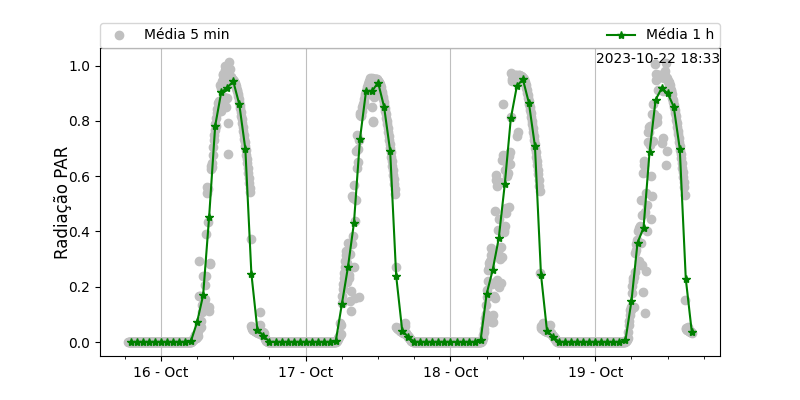 Média 5 min
Média 1 h
2023-10-22 18:33
Radiação PAR
1.0
0.8
0.6
0.4
0.2
0.0
16 - Oct
17 - Oct
18 - Oct
19 - Oct